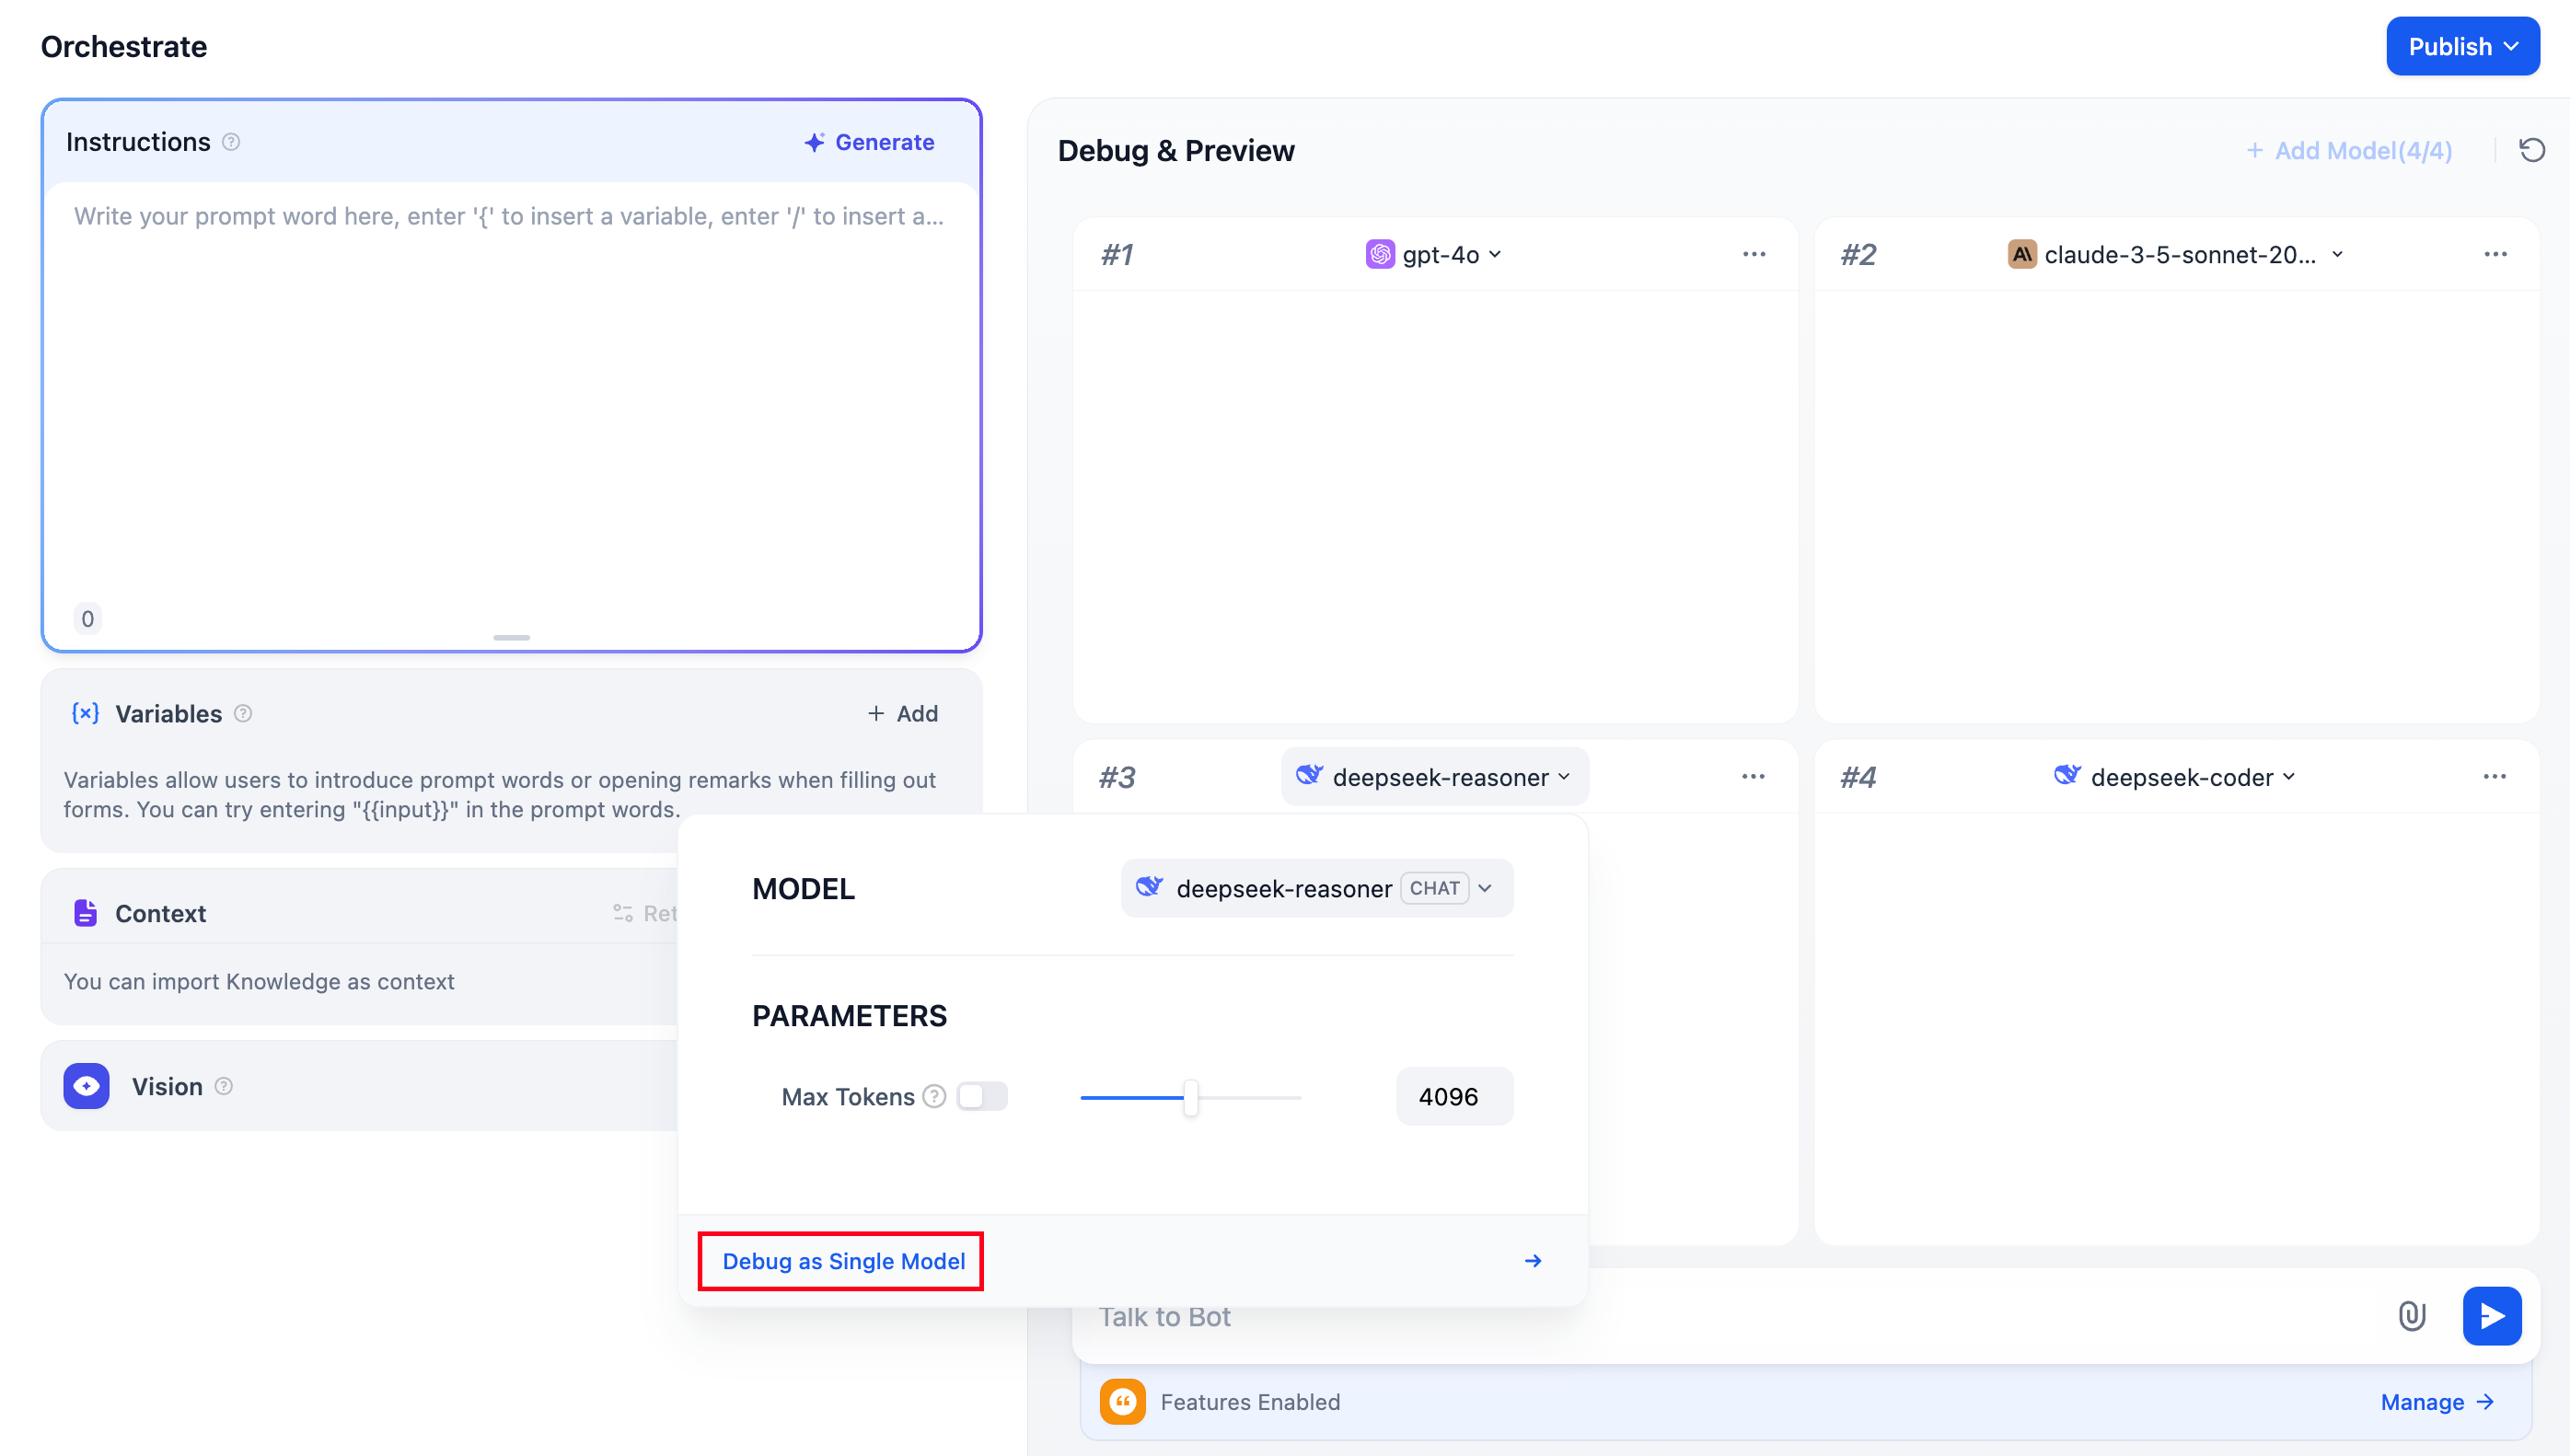 Orchestrate
Publish
Instructions
Generate
Write your prompt word here, enter '{' to insert a variable, enter '/' to insert a...
0
Variables
+ Add
Variables allow users to introduce prompt words or opening remarks when filling out
forms. You can try entering "{{input}}" in the prompt words.
Context
Ret
You can import Knowledge as context
Vision
Debug & Preview
+ Add Model(4/4)
#1
gpt-4o
#2
claude-3-5-sonnet-20...
#3
deepseek-reasoner
#4
deepseek-coder
MODEL
deepseek-reasoner CHAT
PARAMETERS
Max Tokens
4096
Debug as Single Model
Talk to Bot
Features Enabled
Manage